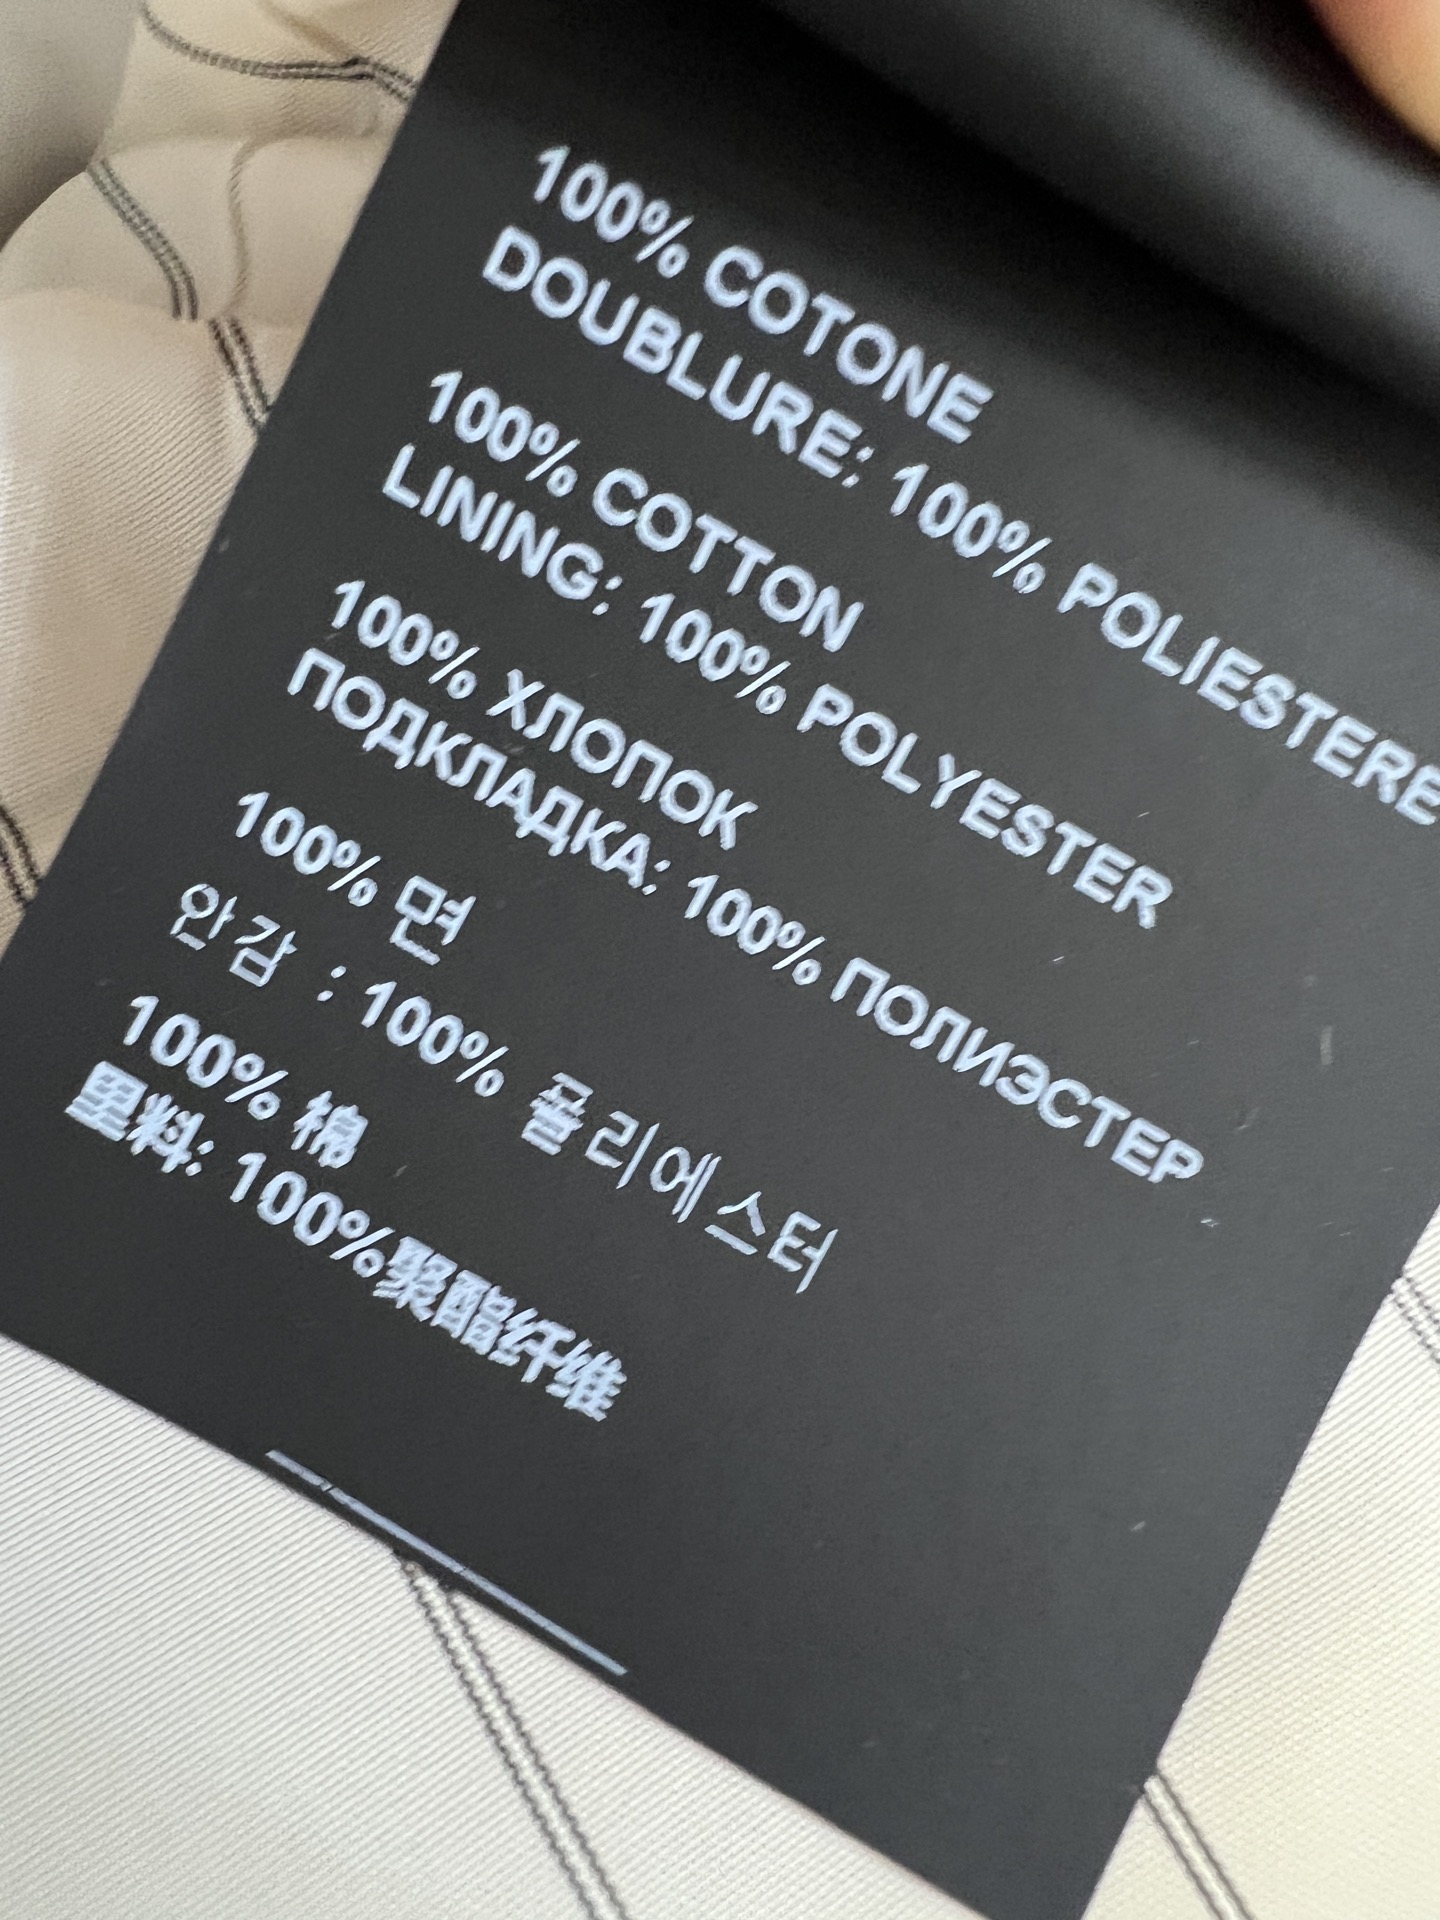 100% COTONE
DOUBLURE: 100% POLIESTERE
100% COTTON
LINING: 100% POLYESTER
100% ХЛОПОК
ПОДКЛАДКА: 100% ПОЛИЭСТЕР
100% 면
안감 : 100% 폴리에스터
100% 棉
里料: 100%聚酯纤维